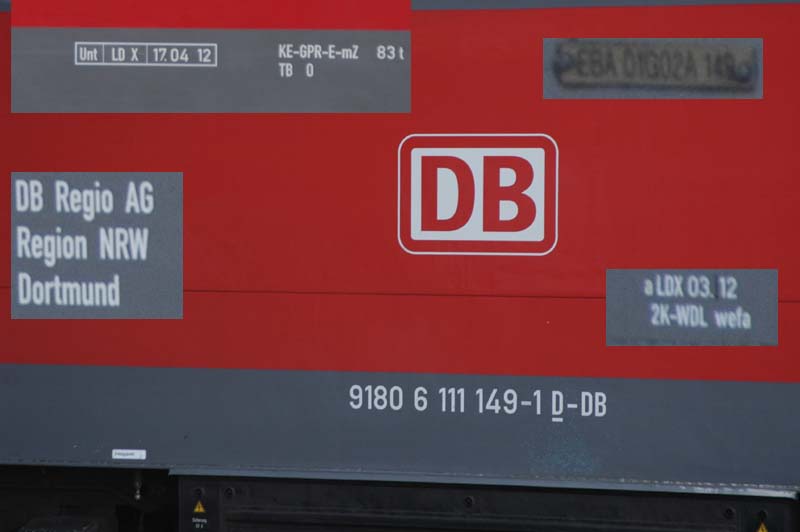 Unt LD X 17.04 12
KE-GPR-E-mZ 83 t
TB 0
EBA 01G02A 149
DB
DB Regio AG
Region NRW
Dortmund
a LDX 03. 12
2K-WDL wefa
9180 6 111 149-1 D-DB